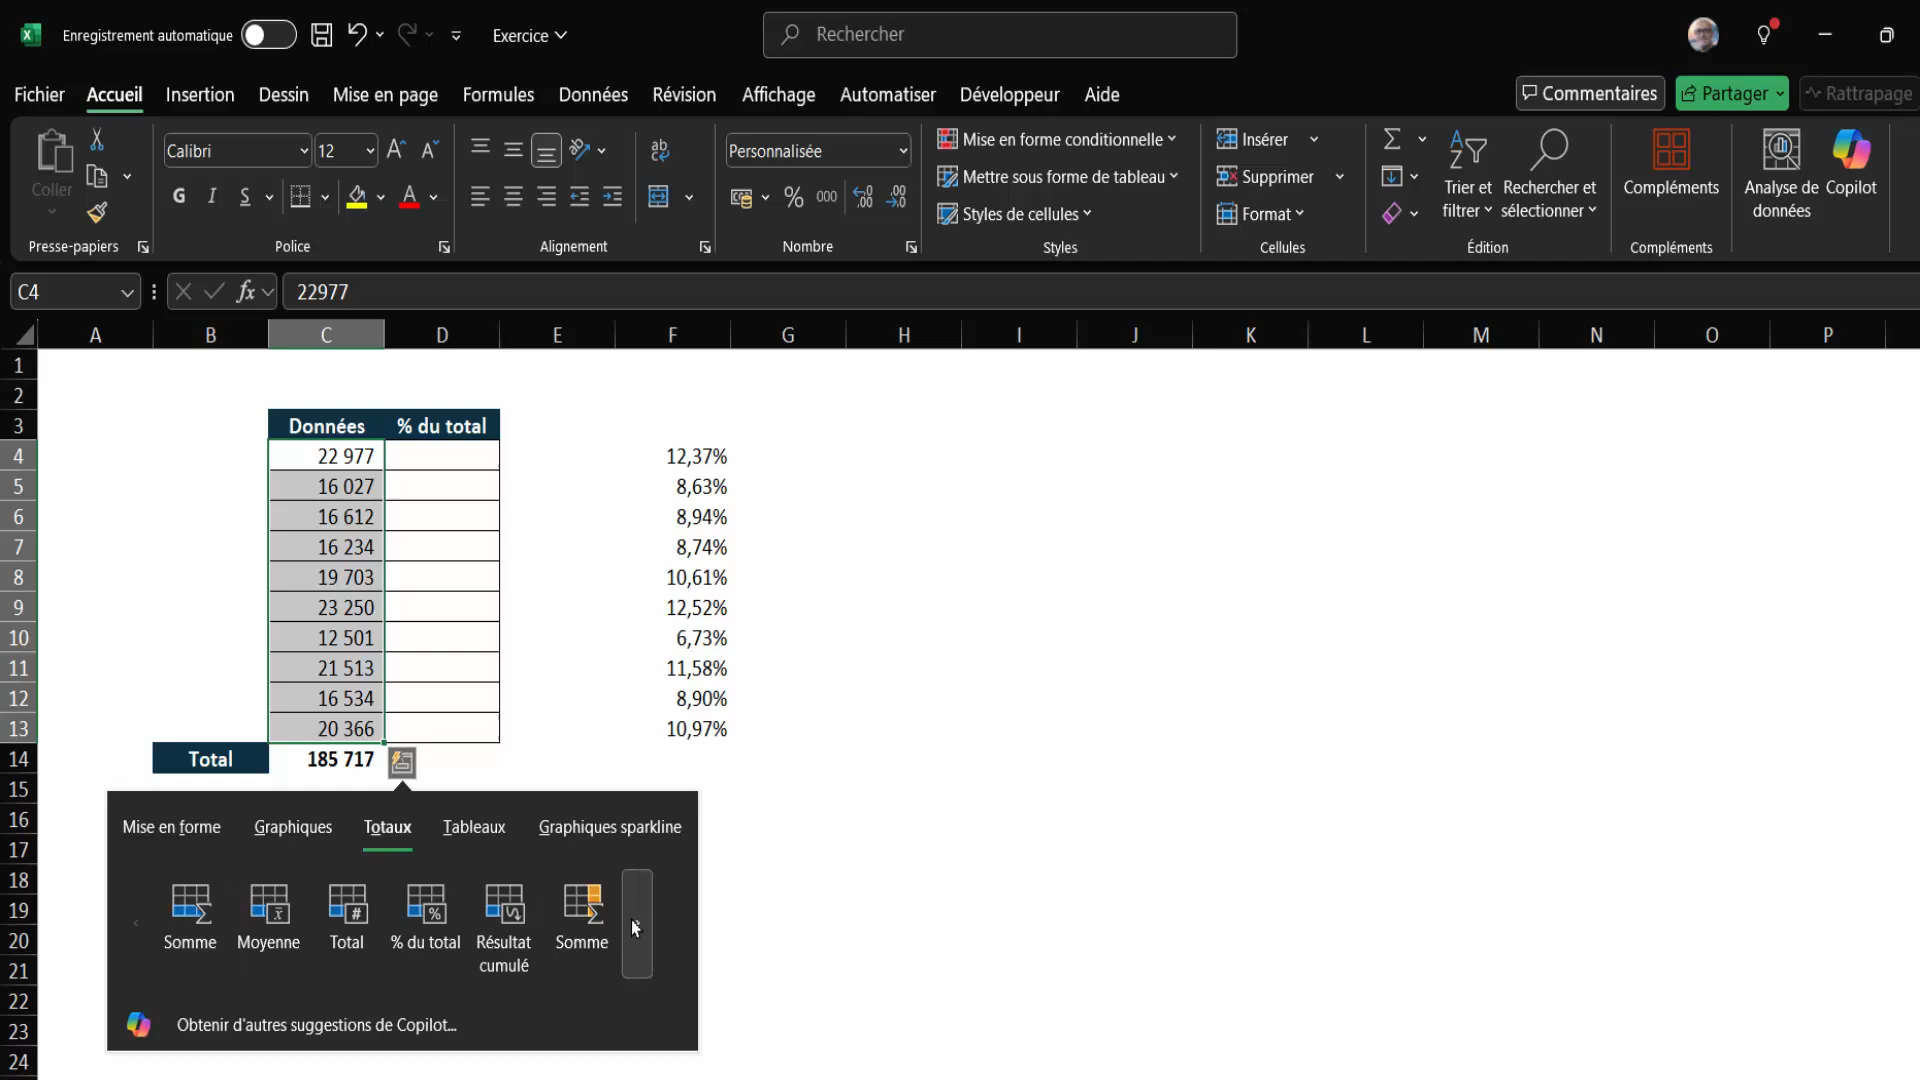 Enregistrement automatique
Exercice
Rechercher
Fichier Accueil Insertion Dessin Mise en page Formules Données Révision Affichage Automatiser Développeur Aide
Commentaires Partager Rattrapage
Coller
Presse-papiers
Calibri 12
G I S A
Police
ab
Alignement
Personnalisée
% 000
Nombre
Mise en forme conditionnelle
Mettre sous forme de tableau
Styles de cellules
Styles
Insérer
Supprimer
Format
Cellules
Trier et filtrer
Rechercher et sélectionner
Édition
Compléments
Compléments
Analyse de données
Copilot
C4 fx 22977
A B C D E F G H I J K L M N O P
1
2
3 Données % du total
4 22 977 12,37%
5 16 027 8,63%
6 16 612 8,94%
7 16 234 8,74%
8 19 703 10,61%
9 23 250 12,52%
10 12 501 6,73%
11 21 513 11,58%
12 16 534 8,90%
13 20 366 10,97%
14 Total 185 717
15
16
17
18
19
20
21
22
23
24
Mise en forme Graphiques Totaux Tableaux Graphiques sparkline
Somme Moyenne Total % du total Résultat cumulé Somme
Obtenir d'autres suggestions de Copilot...